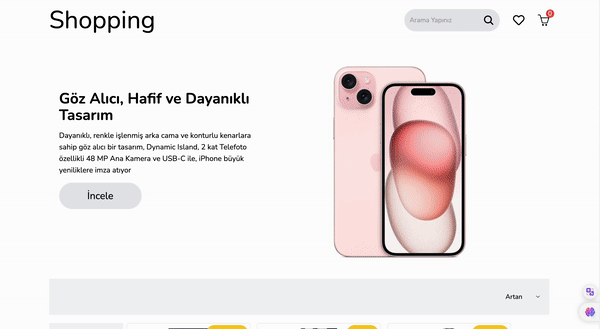 Shopping
Arama Yapınız
0
Göz Alıcı, Hafif ve Dayanıklı
Tasarım
Dayanıklı, renkle işlenmiş arka cama ve konturlu kenarlara
sahip göz alıcı bir tasarım, Dynamic Island, 2 kat Telefoto
özellikli 48 MP Ana Kamera ve USB-C ile, iPhone büyük
yeniliklere imza atıyor
İncele
Artan